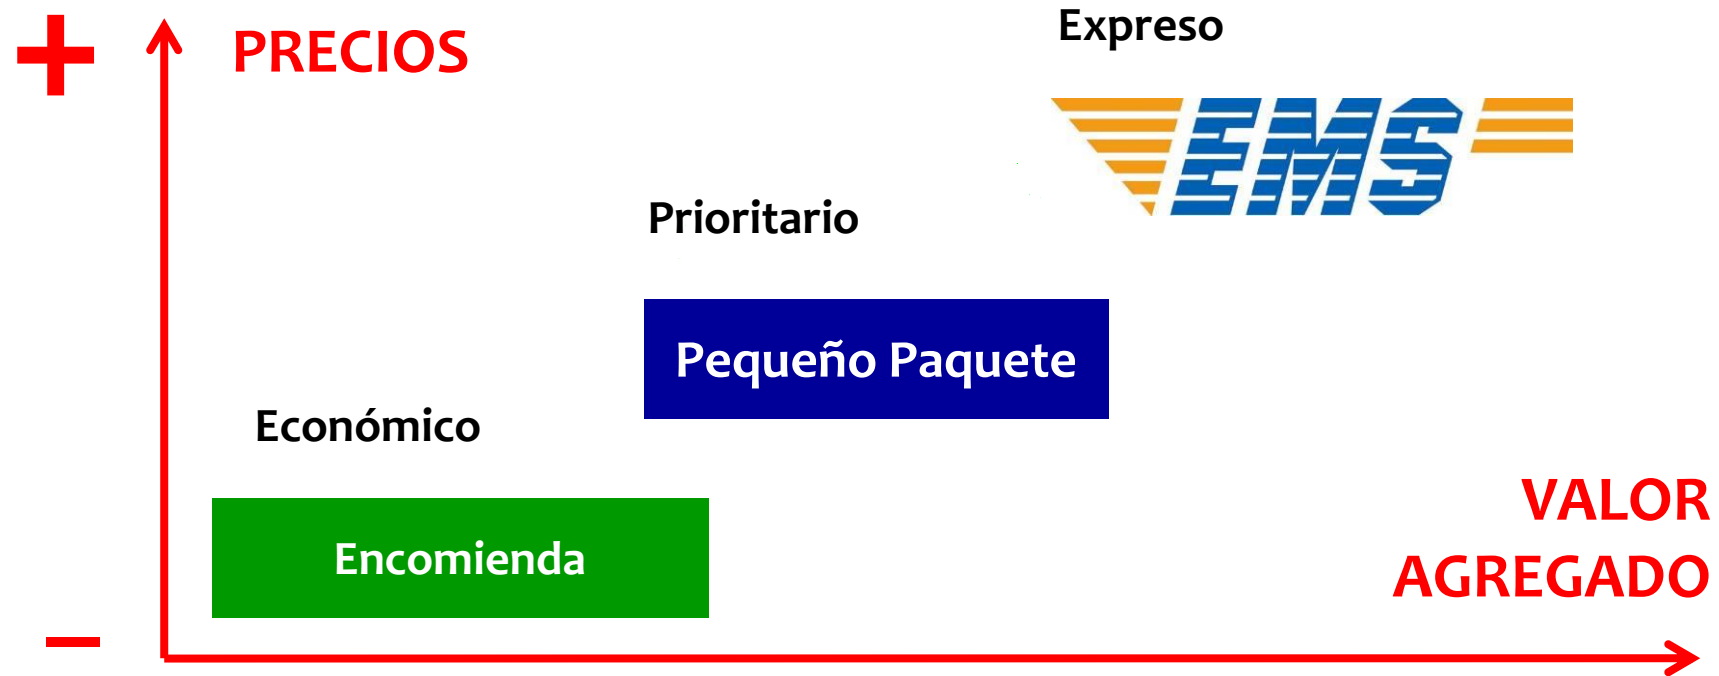 +
PRECIOS
Expreso
EMS
Prioritario
Pequeño Paquete
Económico
Encomienda
VALOR
AGREGADO
–